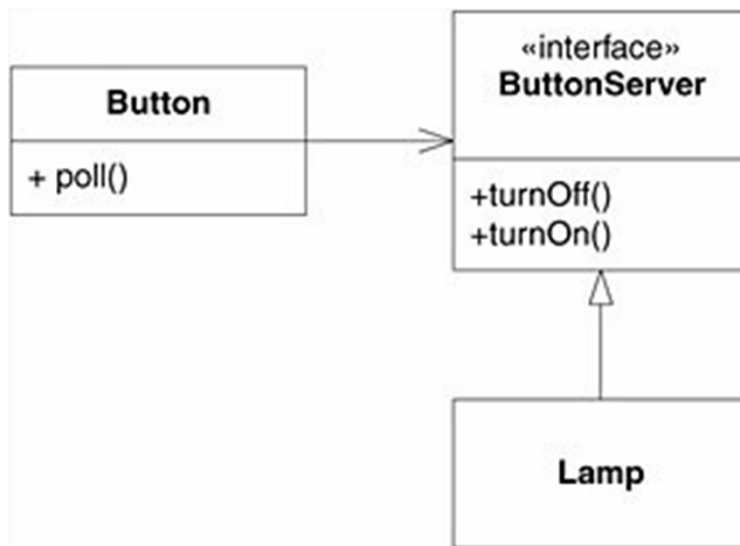 Button
+ poll()
«interface»
ButtonServer
+turnOff()
+turnOn()
Lamp